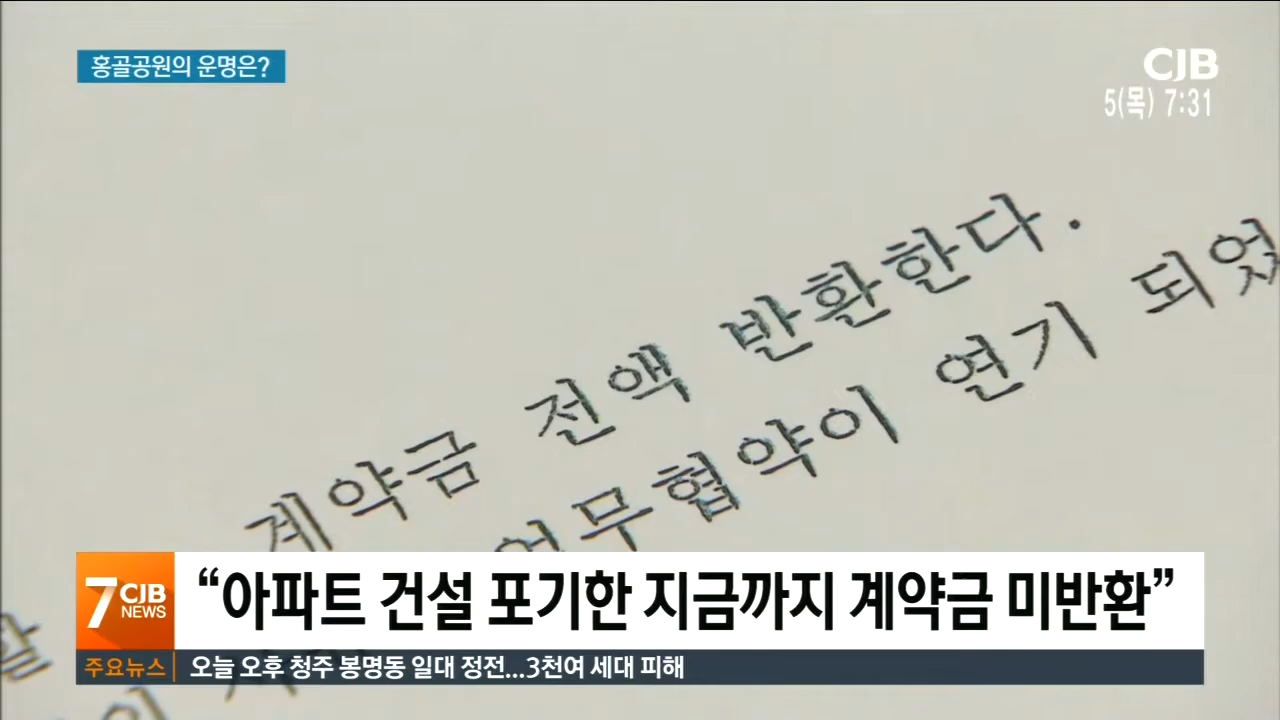 홍골공원의 운명은?
CJB
5(목) 7:31
계약금 전액 반환한다.
업무협약이 연기 되었
7 CJB NEWS
“아파트 건설 포기한 지금까지 계약금 미반환”
주요뉴스 오늘 오후 청주 봉명동 일대 정전...3천여 세대 피해